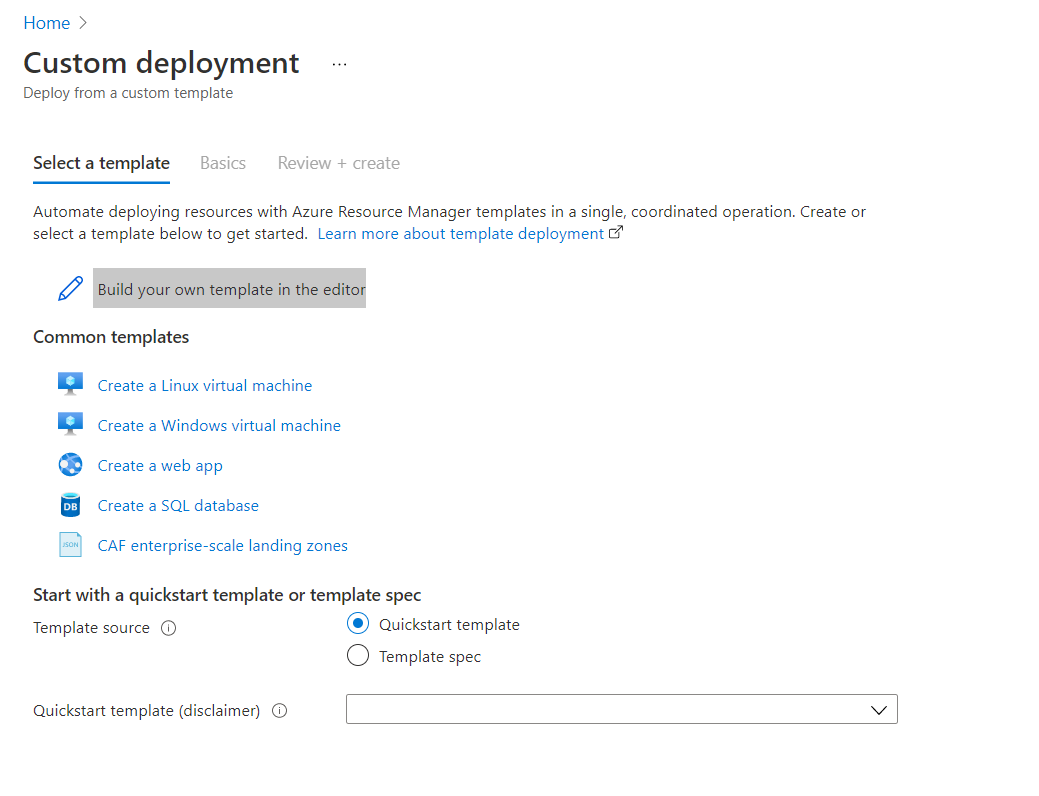 Home
Custom deployment ...
Deploy from a custom template
Select a template Basics Review + create
Automate deploying resources with Azure Resource Manager templates in a single, coordinated operation. Create or
select a template below to get started. Learn more about template deployment
Build your own template in the editor
Common templates
Create a Linux virtual machine
Create a Windows virtual machine
Create a web app
DB Create a SQL database
JSON CAF enterprise-scale landing zones
Start with a quickstart template or template spec
Template source Quickstart template
Template spec
Quickstart template (disclaimer)